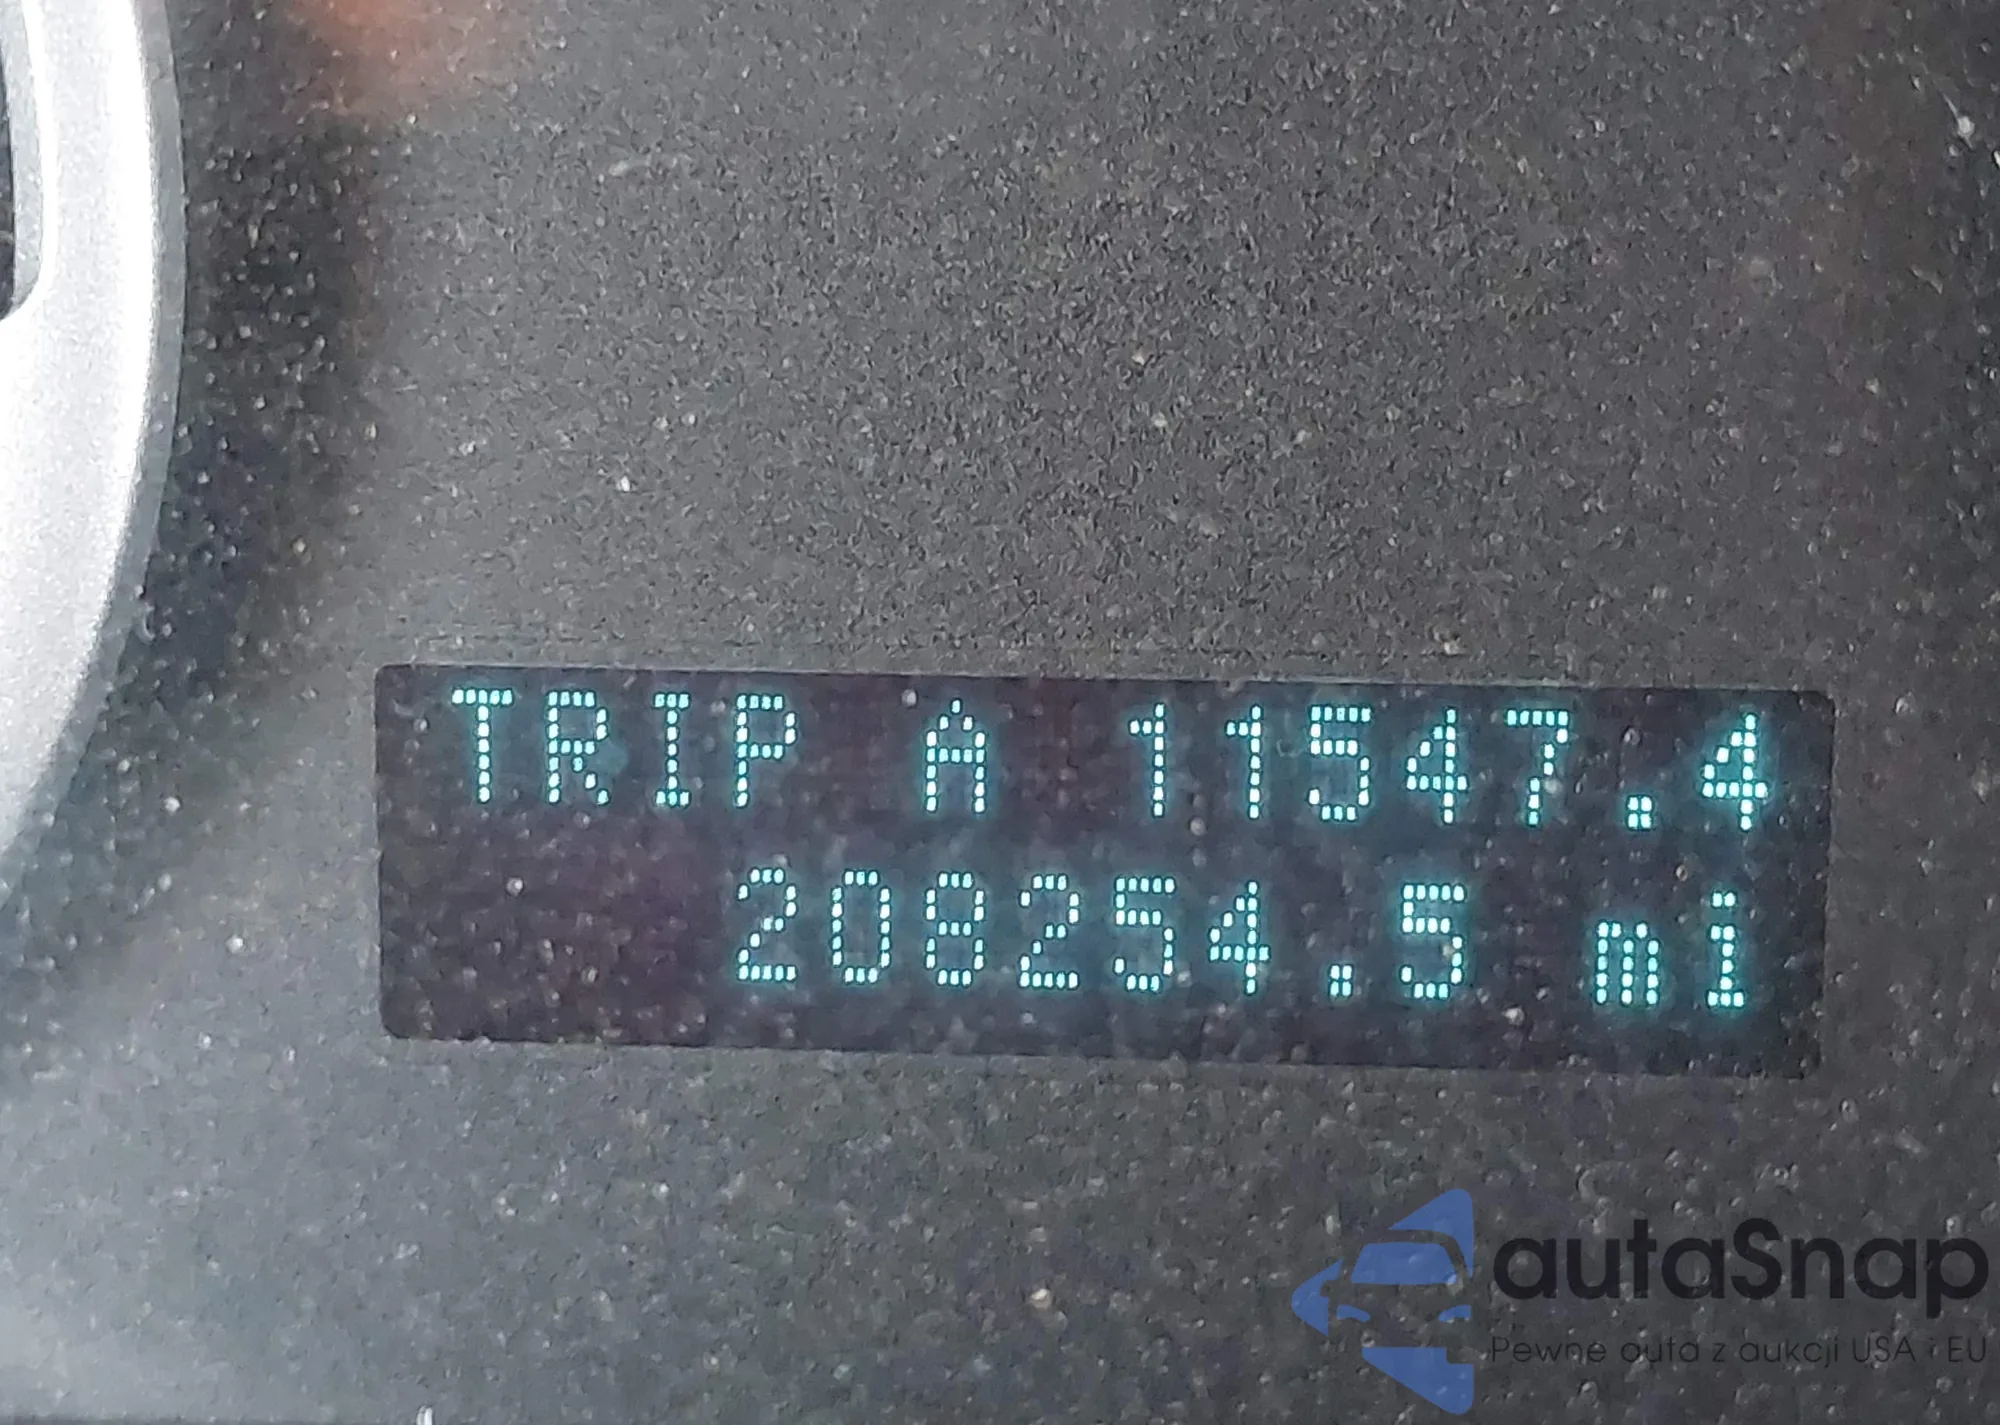 TRIP A 11547.4
208254.5 mi
autaSnap
Pewne auta z aukcji USA i EU